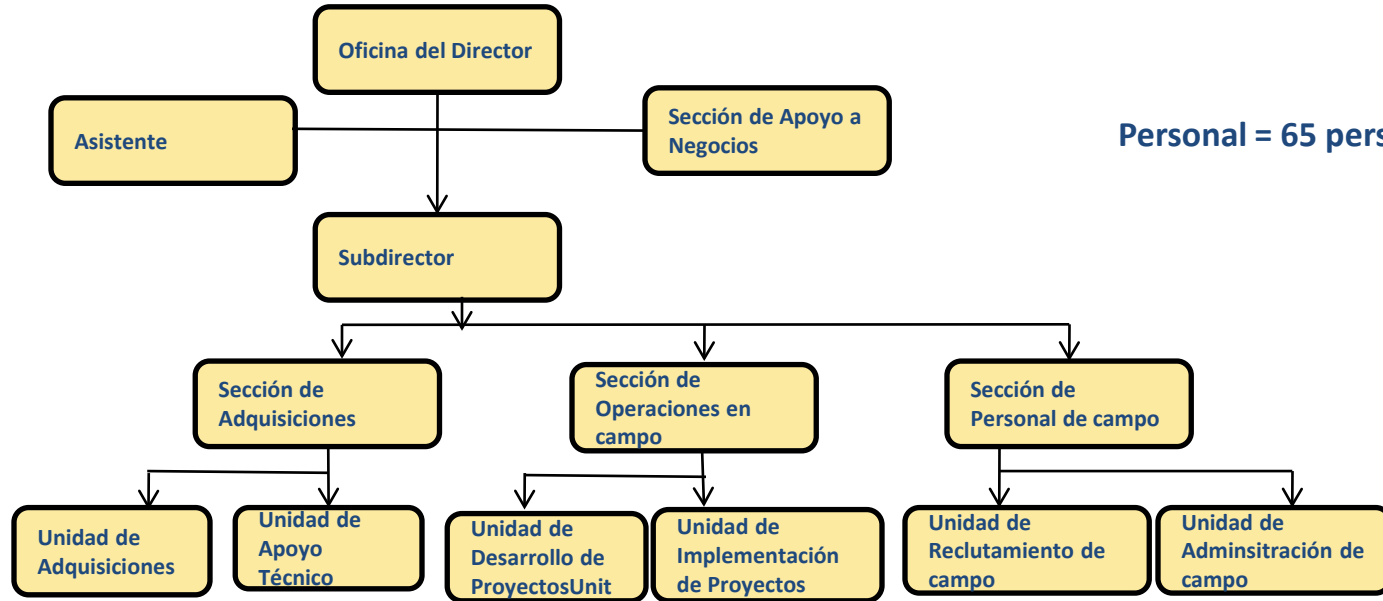 Oficina del Director
Asistente
Sección de Apoyo a
Negocios
Personal = 65 pers
Subdirector
Sección de
Adquisiciones
Sección de
Operaciones en
campo
Sección de
Personal de campo
Unidad de
Adquisiciones
Unidad de
Apoyo
Técnico
Unidad de
Desarrollo de
ProyectosUnit
Unidad de
Implementación
de Proyectos
Unidad de
Reclutamiento de
campo
Unidad de
Adminsitración de
campo